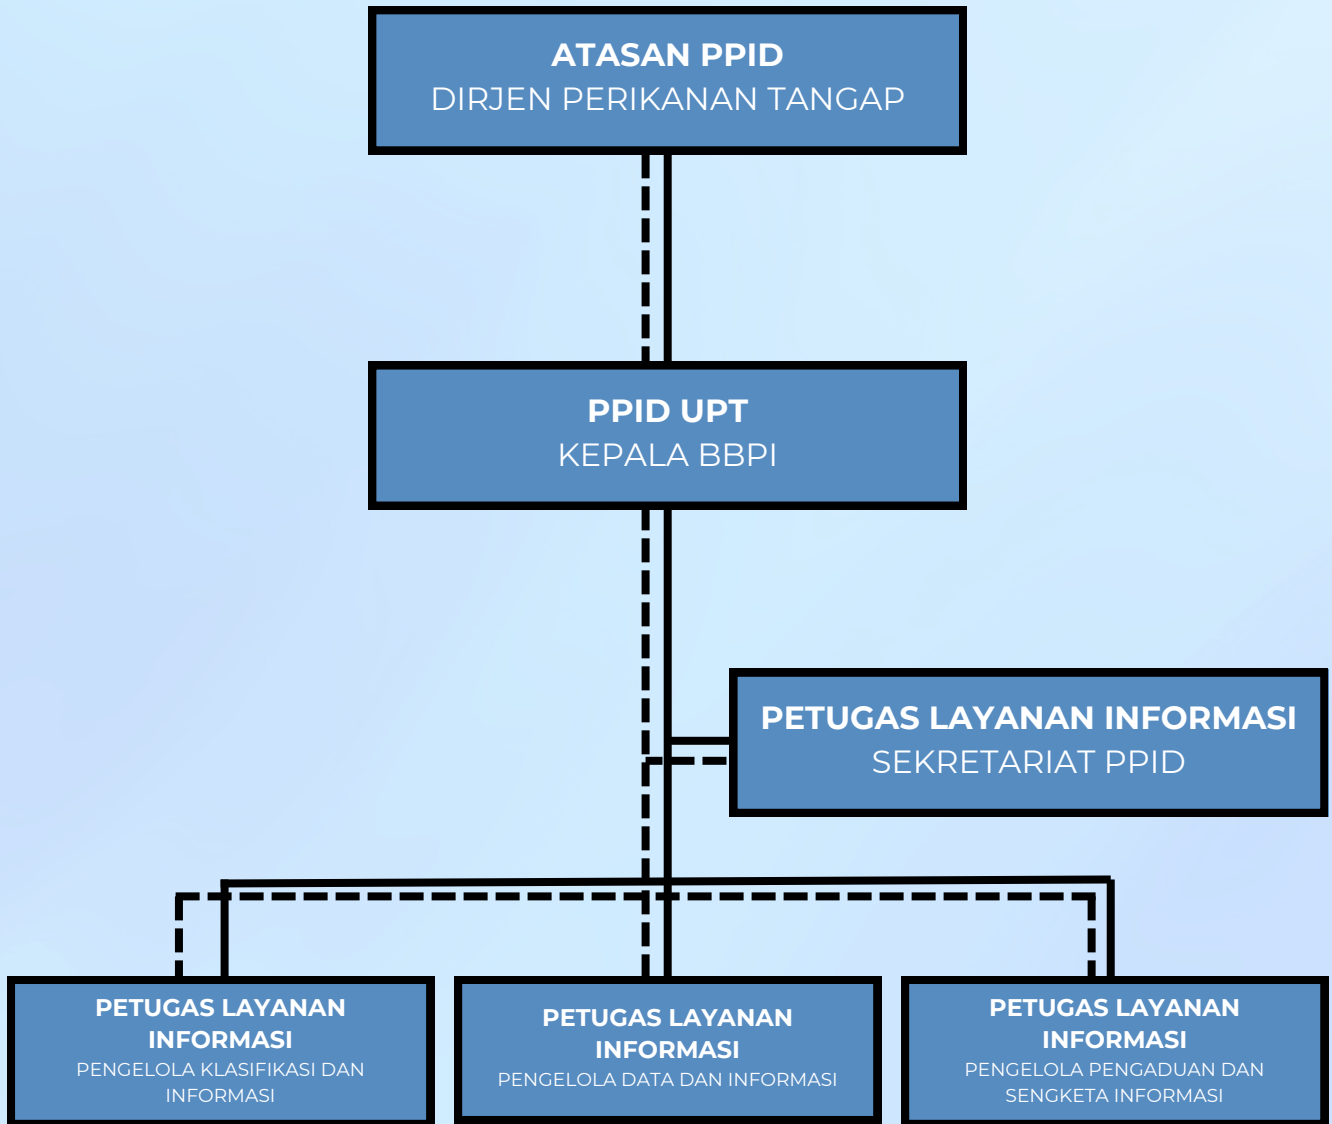 ATASAN PPID
DIRJEN PERIKANAN TANGAP
PPID UPT
KEPALA BBPI
PETUGAS LAYANAN INFORMASI
SEKRETARIAT PPID
PETUGAS LAYANAN
INFORMASI
PENGELOLA KLASIFIKASI DAN
INFORMASI
PETUGAS LAYANAN
INFORMASI
PENGELOLA DATA DAN INFORMASI
PETUGAS LAYANAN
INFORMASI
PENGELOLA PENGADUAN DAN
SENGKETA INFORMASI